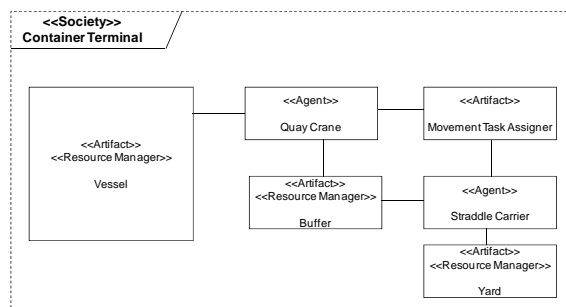 <<Society>>
Container Terminal
<<Artifact>>
<<Resource Manager>>
Vessel
<<Agent>>
Quay Crane
<<Artifact>>
Movement Task Assigner
<<Artifact>>
<<Resource Manager>>
Buffer
<<Agent>>
Straddle Carrier
<<Artifact>>
<<Resource Manager>>
Yard